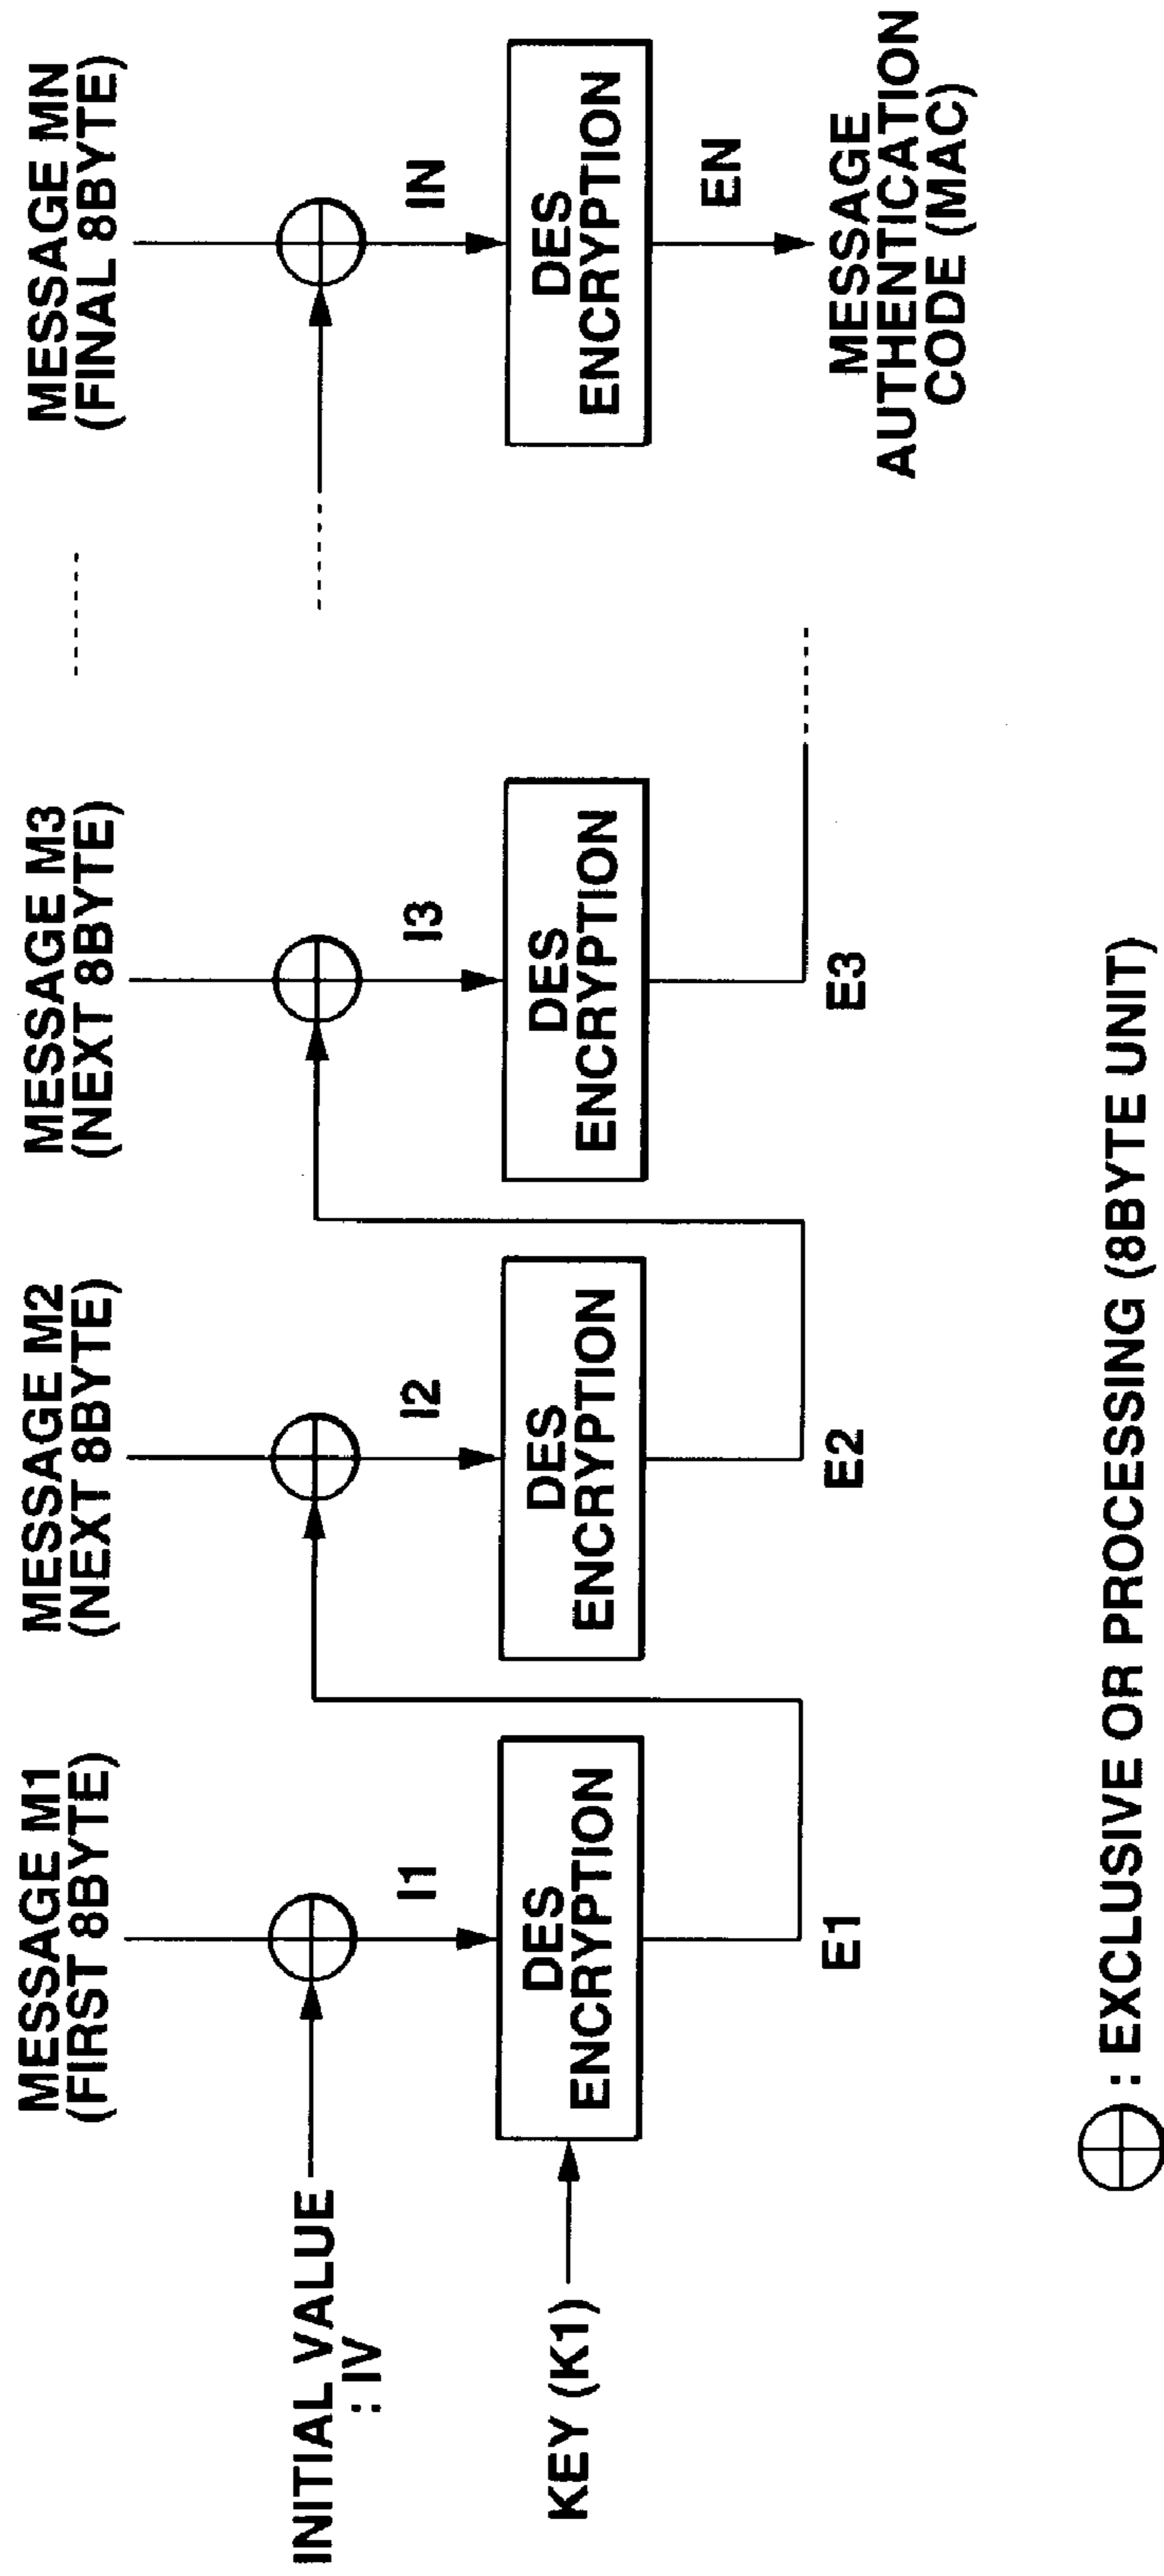 MESSAGE M1
(FIRST 8BYTE)
MESSAGE M2
(NEXT 8BYTE)
MESSAGE M3
(NEXT 8BYTE)
MESSAGE MN
(FINAL 8BYTE)
INITIAL VALUE
: IV
I1
I2
I3
IN
KEY (K1)
DES
ENCRYPTION
DES
ENCRYPTION
DES
ENCRYPTION
DES
ENCRYPTION
E1
E2
E3
EN
MESSAGE
AUTHENTICATION
CODE (MAC)
: EXCLUSIVE OR PROCESSING (8BYTE UNIT)